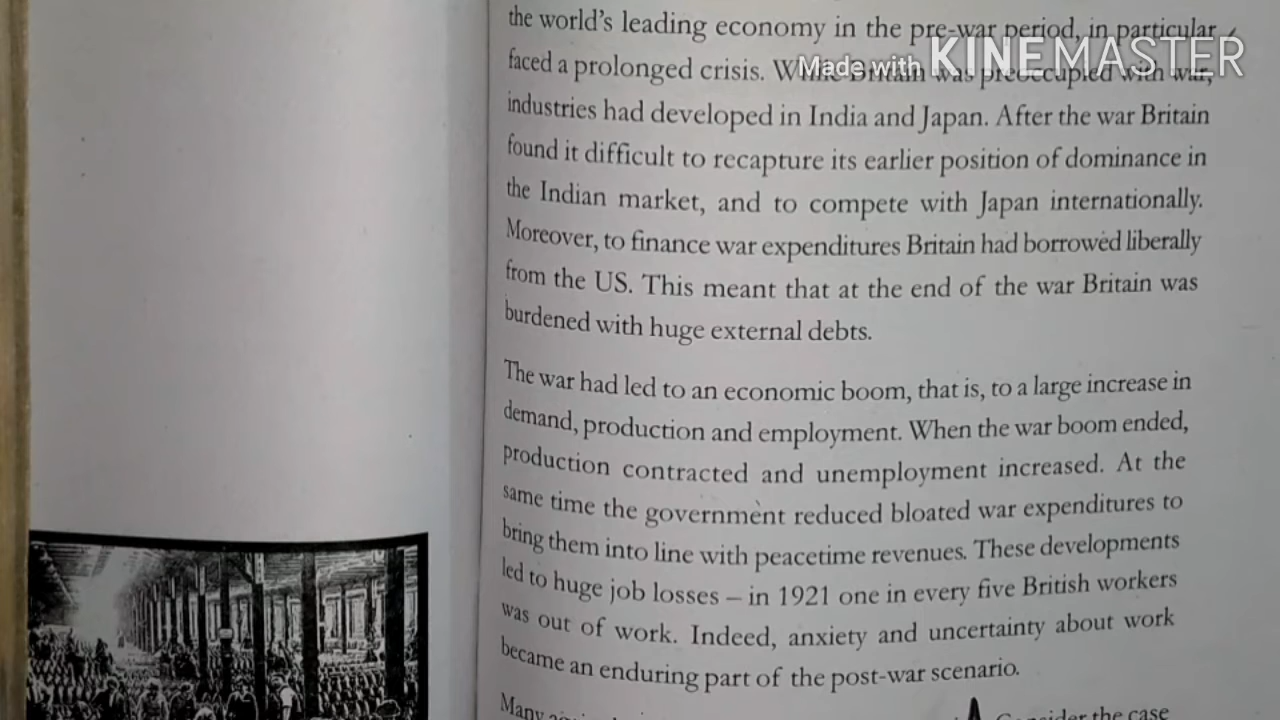 the world's leading economy in the pre-war period, in particular,
Made with KINEMASTER
faced a prolonged crisis. While Britain was preoccupied with war,
industries had developed in India and Japan. After the war Britain
found it difficult to recapture its earlier position of dominance in
the Indian market, and to compete with Japan internationally.
Moreover, to finance war expenditures Britain had borrowed liberally
from the US. This meant that at the end of the war Britain was
burdened with huge external debts.
The war had led to an economic boom, that is, to a large increase in
demand, production and employment. When the war boom ended,
production contracted and unemployment increased. At the
same time the government reduced bloated war expenditures to
bring them into line with peacetime revenues. These developments
led to huge job losses – in 1921 one in every five British workers
was out of work. Indeed, anxiety and uncertainty about work
became an enduring part of the post-war scenario.
Many the case